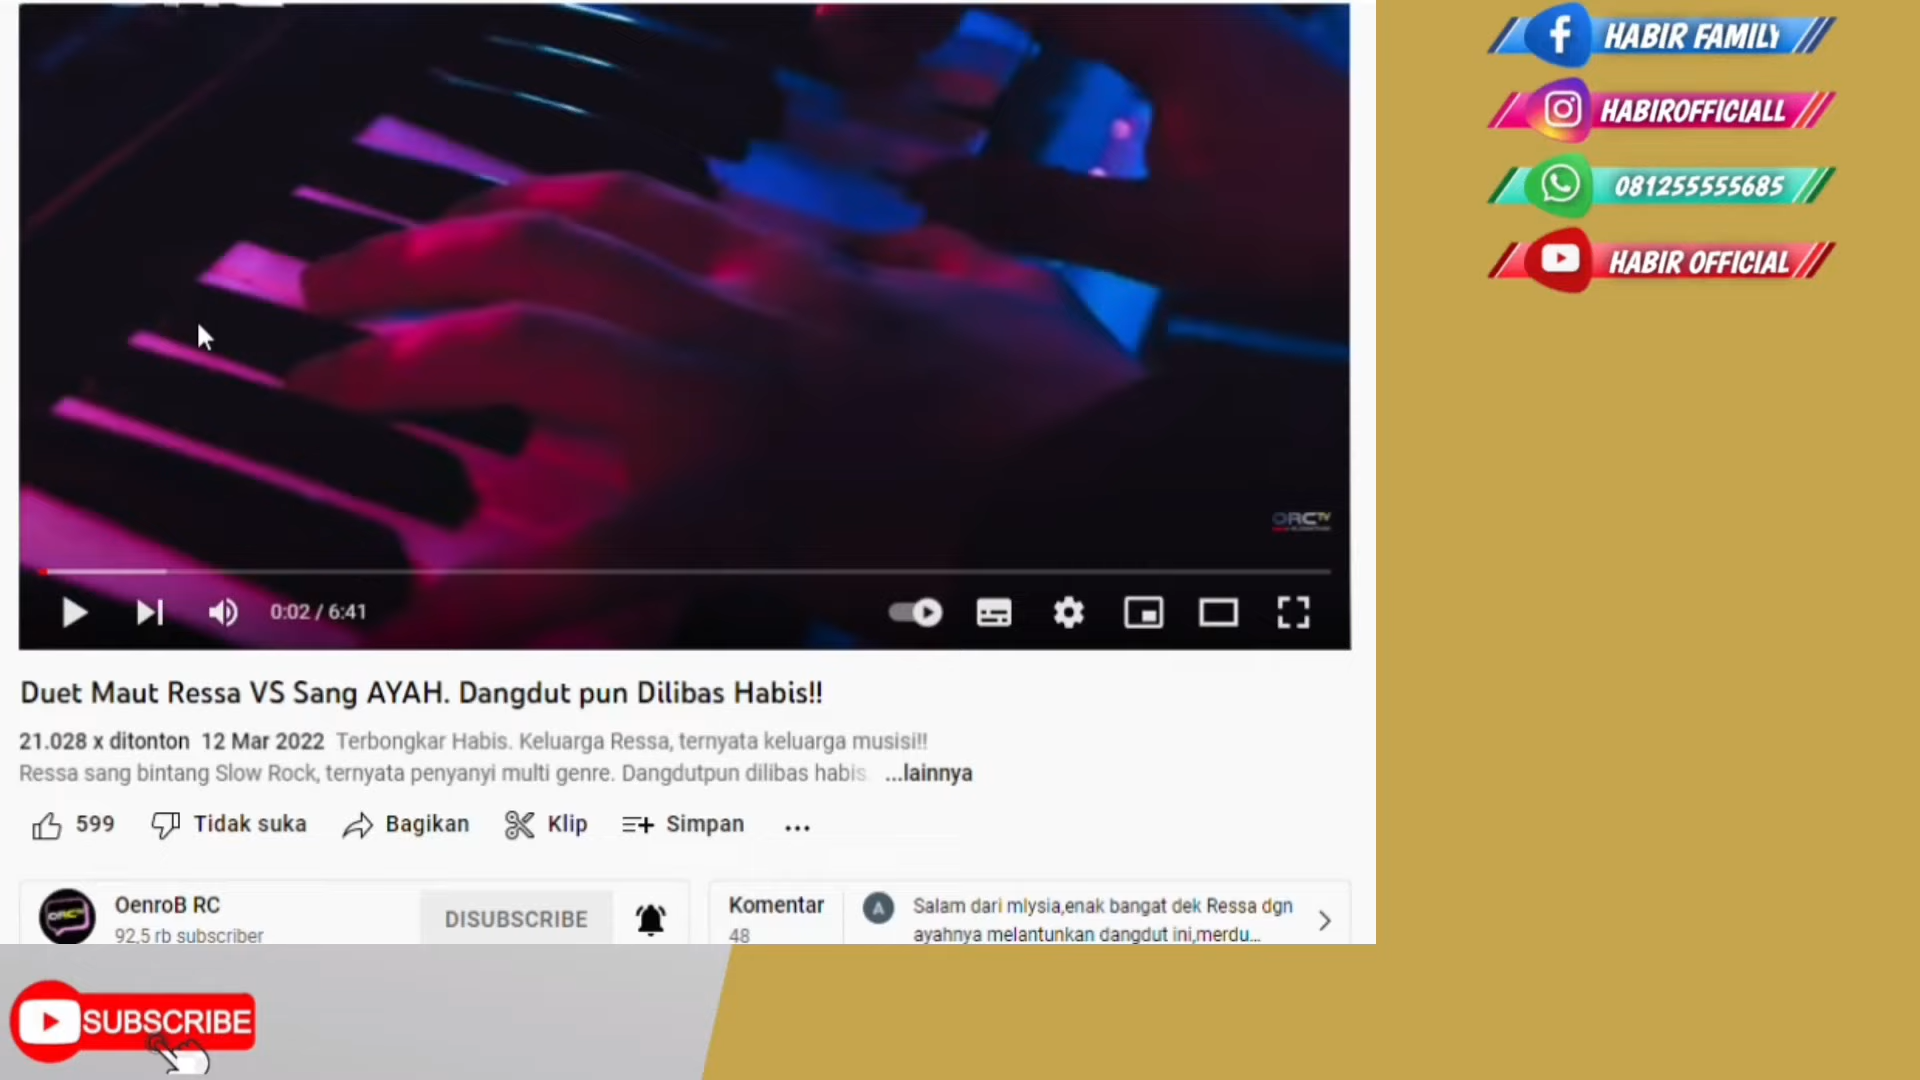 HABIR FAMILY
HABIROFFICIALL
081255555685
HABIR OFFICIAL
ORCTV
0:02 / 6:41
Duet Maut Ressa VS Sang AYAH. Dangdut pun Dilibas Habis!!
21.028 x ditonton 12 Mar 2022 Terbongkar Habis. Keluarga Ressa, ternyata keluarga musisi!!
Ressa sang bintang Slow Rock, ternyata penyanyi multi genre. Dangdutpun dilibas habis. ...lainnya
599 Tidak suka Bagikan Klip Simpan ...
OenroB RC
92,5 rb subscriber
DISUBSCRIBE
Komentar
48
A
Salam dari mlysia,enak bangat dek Ressa dgn
ayahnya melantunkan dangdut ini,merdu...
SUBSCRIBE